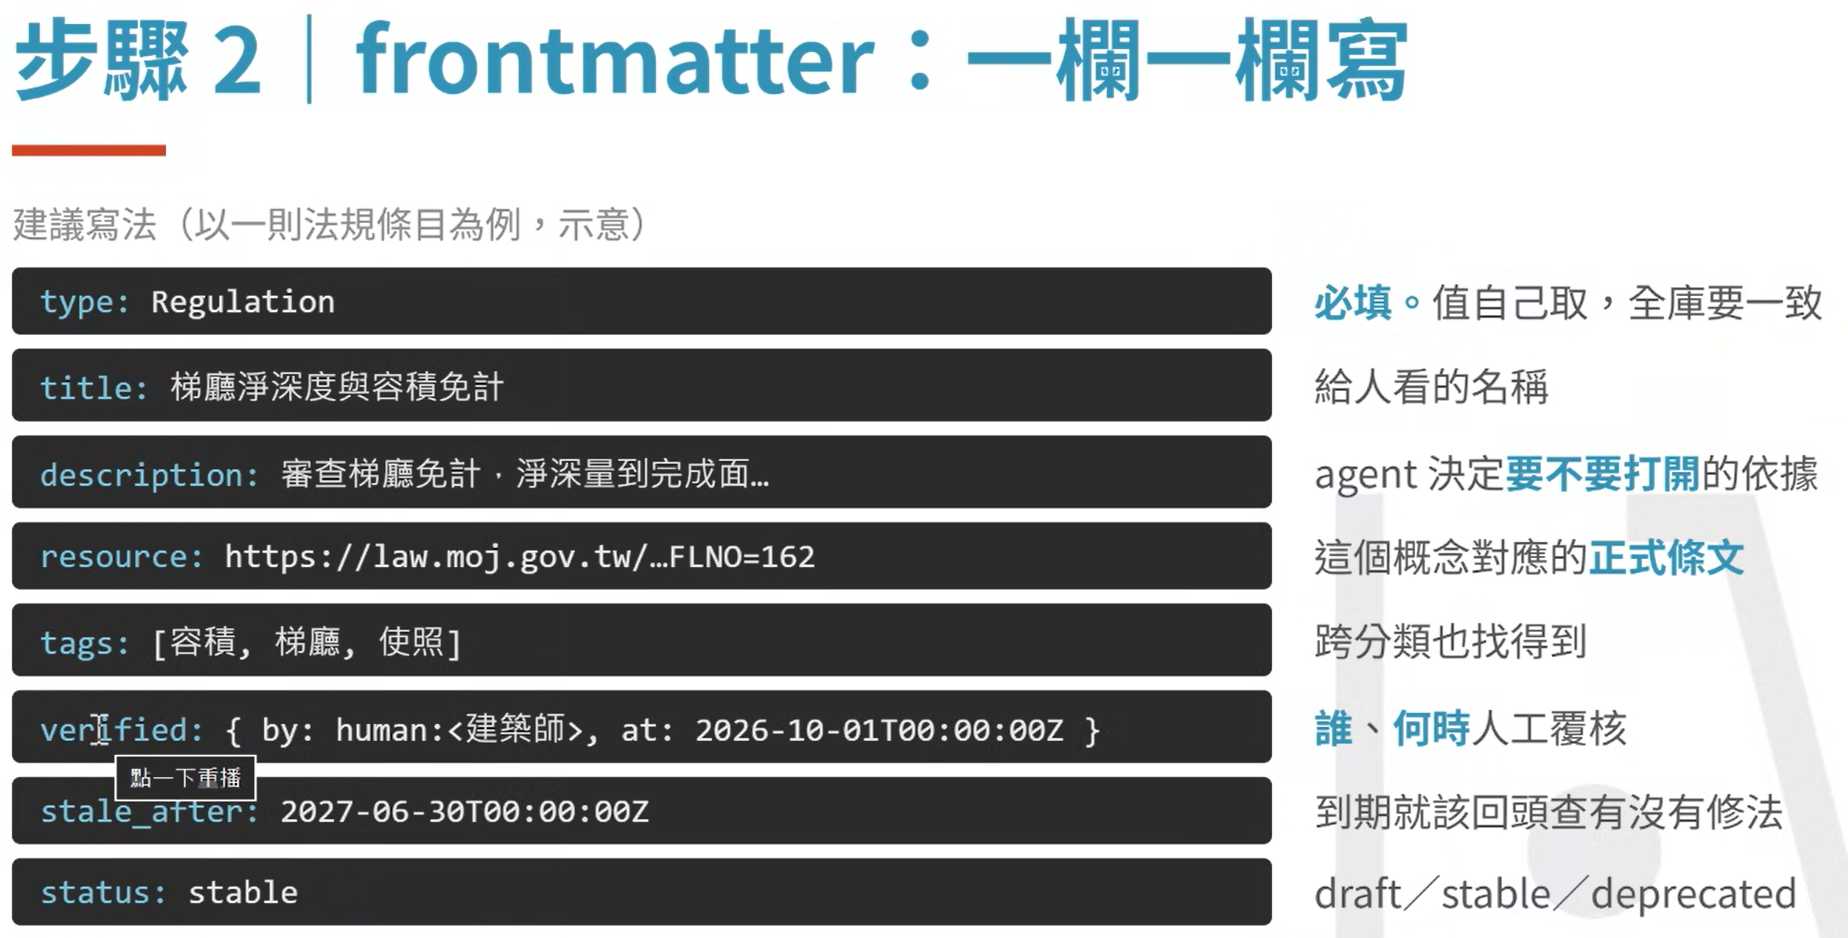 步驟 2｜frontmatter：一欄一欄寫
建議寫法（以一則法規條目為例，示意）
type: Regulation
必填。值自己取，全庫要一致
title: 梯廳淨深度與容積免計
給人看的名稱
description: 審查梯廳免計，淨深量到完成面…
agent 決定要不要打開的依據
resource: https://law.moj.gov.tw/…FLNO=162
這個概念對應的正式條文
tags: [容積, 梯廳, 使照]
跨分類也找得到
verified: { by: human:<建築師>, at: 2026-10-01T00:00:00Z }
誰、何時人工覆核
點一下重播
stale_after: 2027-06-30T00:00:00Z
到期就該回頭查有沒有修法
status: stable
draft／stable／deprecated